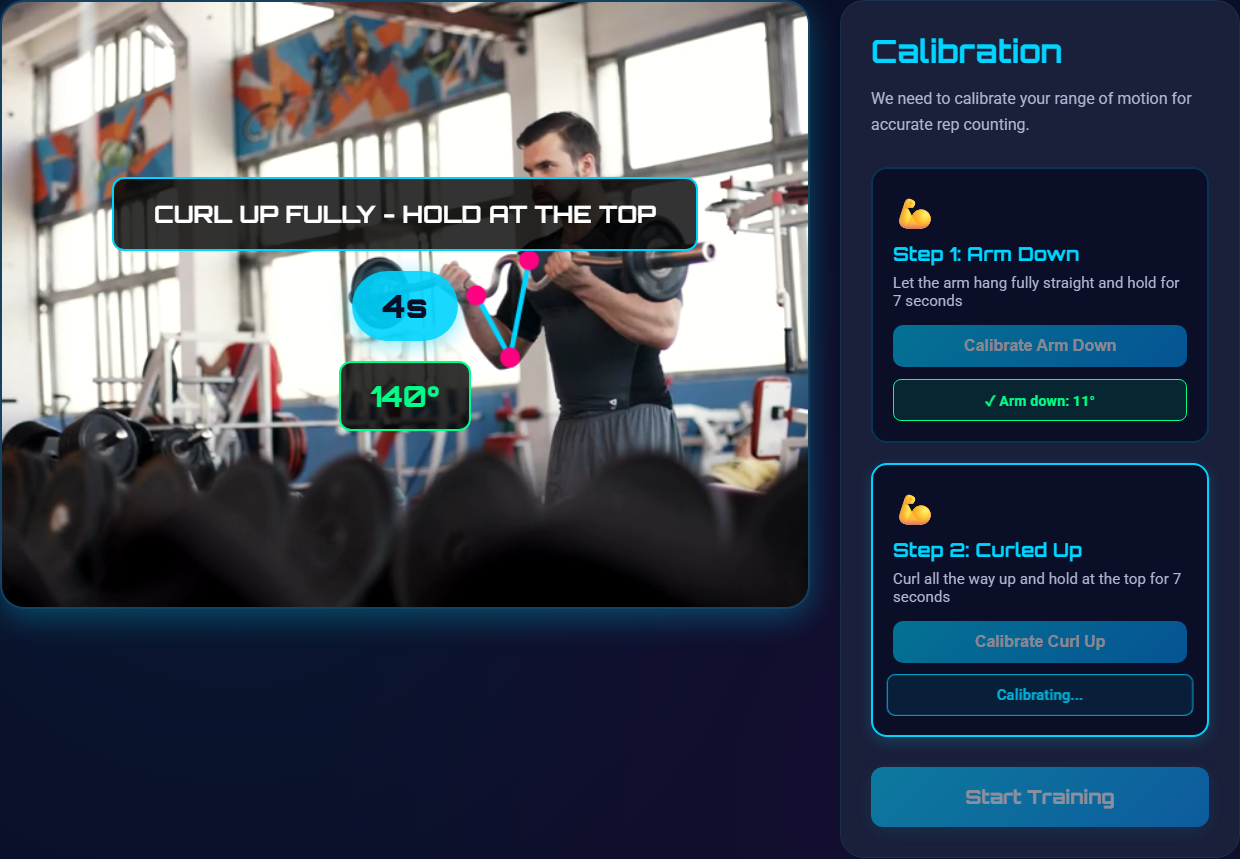 CURL UP FULLY - HOLD AT THE TOP
4s
140°
Calibration
We need to calibrate your range of motion for
accurate rep counting.
Step 1: Arm Down
Let the arm hang fully straight and hold for
7 seconds
Calibrate Arm Down
✓ Arm down: 11°
Step 2: Curled Up
Curl all the way up and hold at the top for 7
seconds
Calibrate Curl Up
Calibrating...
Start Training